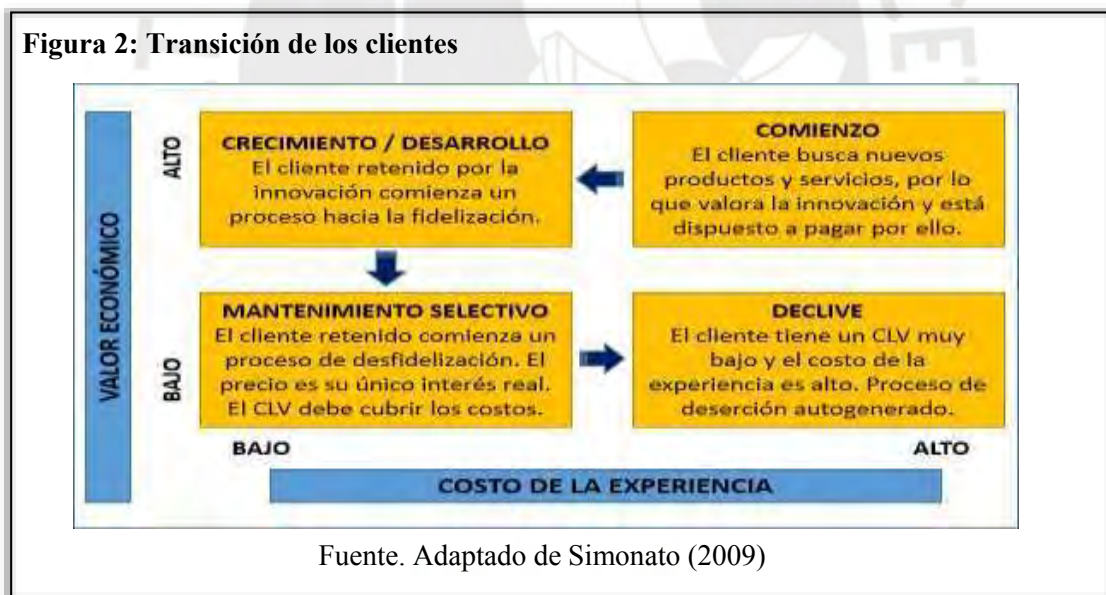 Figura 2: Transición de los clientes
VALOR ECONÓMICO
ALTO
CRECIMIENTO / DESARROLLO
El cliente retenido por la
innovación comienza un
proceso hacia la fidelización.
COMIENZO
El cliente busca nuevos
productos y servicios, por lo
que valora la innovación y está
dispuesto a pagar por ello.
BAJO
MANTENIMIENTO SELECTIVO
El cliente retenido comienza un
proceso de desfidelización. El
precio es su único interés real.
El CLV debe cubrir los costos.
DECLIVE
El cliente tiene un CLV muy
bajo y el costo de la
experiencia es alto. Proceso de
deserción autogenerado.
BAJO
ALTO
COSTO DE LA EXPERIENCIA
Fuente. Adaptado de Simonato (2009)